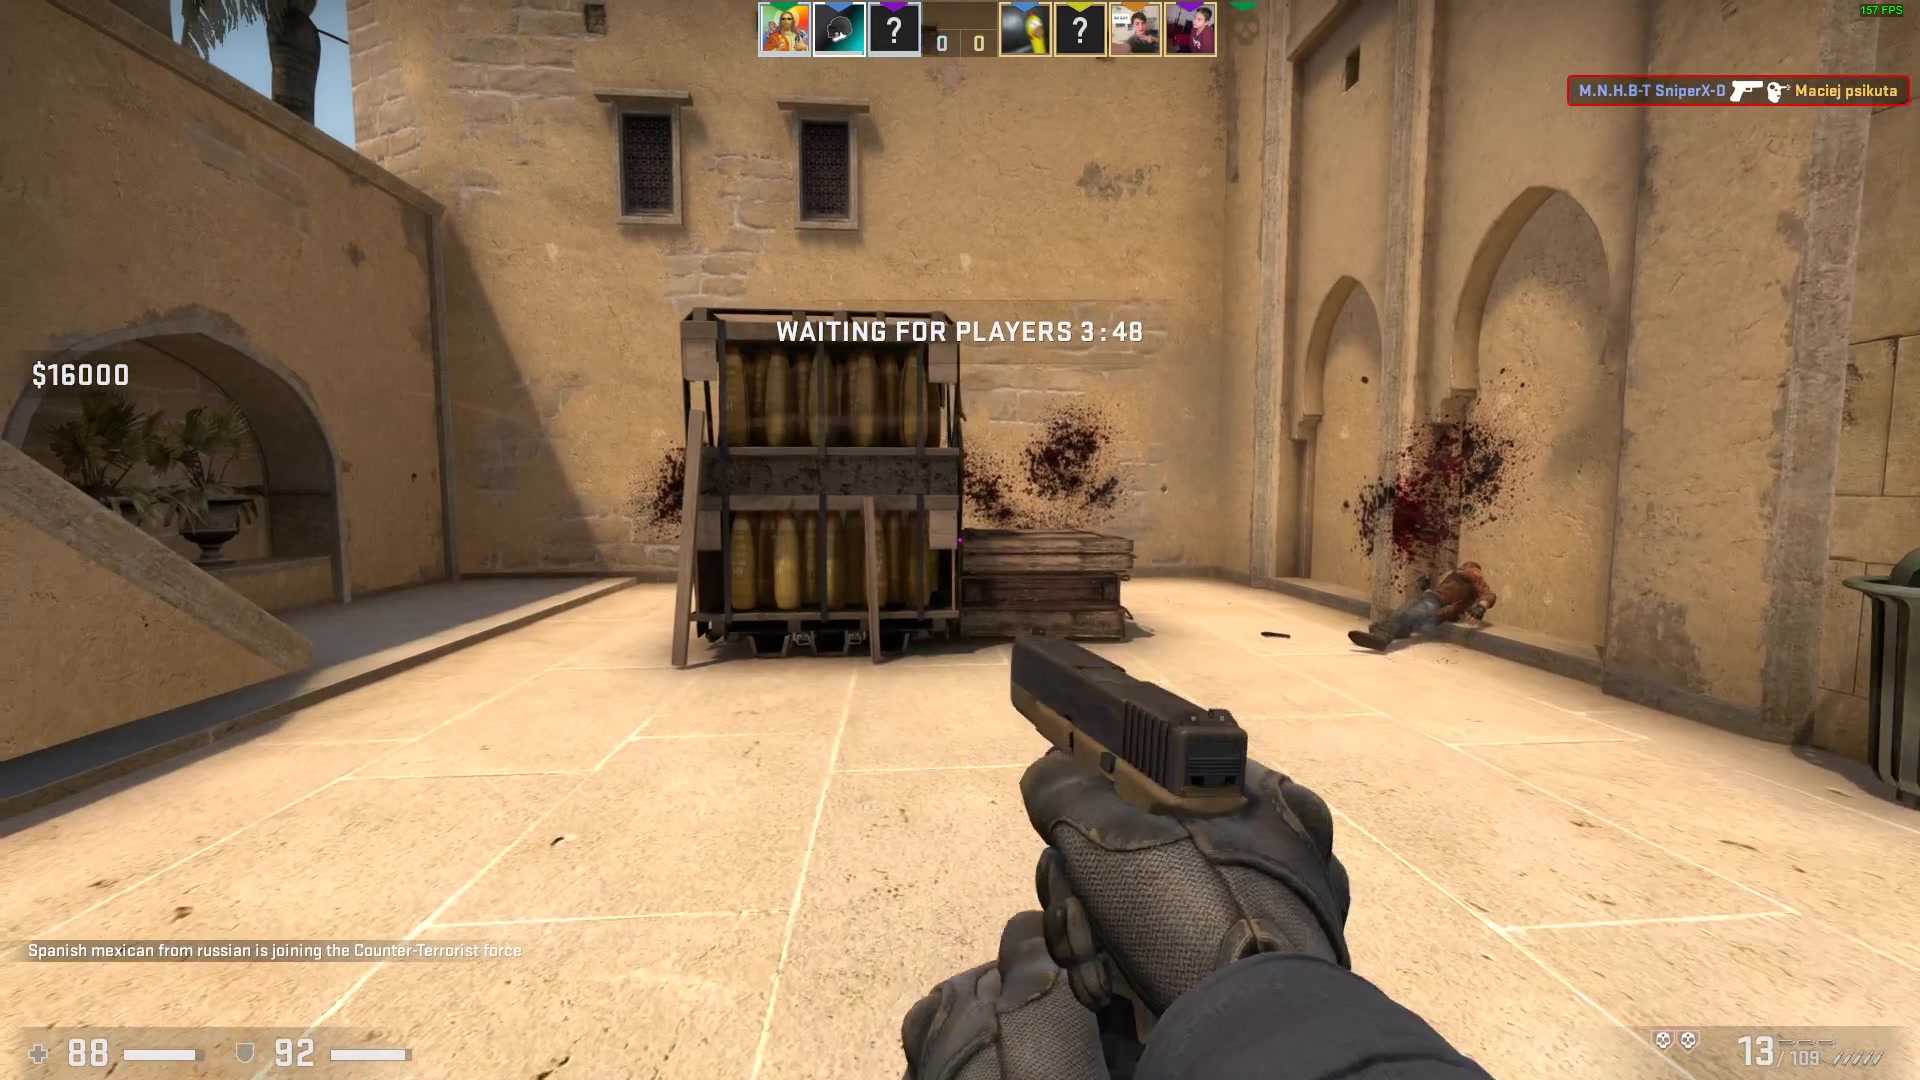 157 FPS
?
0 0
?
M.N.H.B-T SniperX-D Maciej psikuta
WAITING FOR PLAYERS 3:48
$16000
Spanish mexican from russian is joining the Counter-Terrorist force
88 92
13 / 109